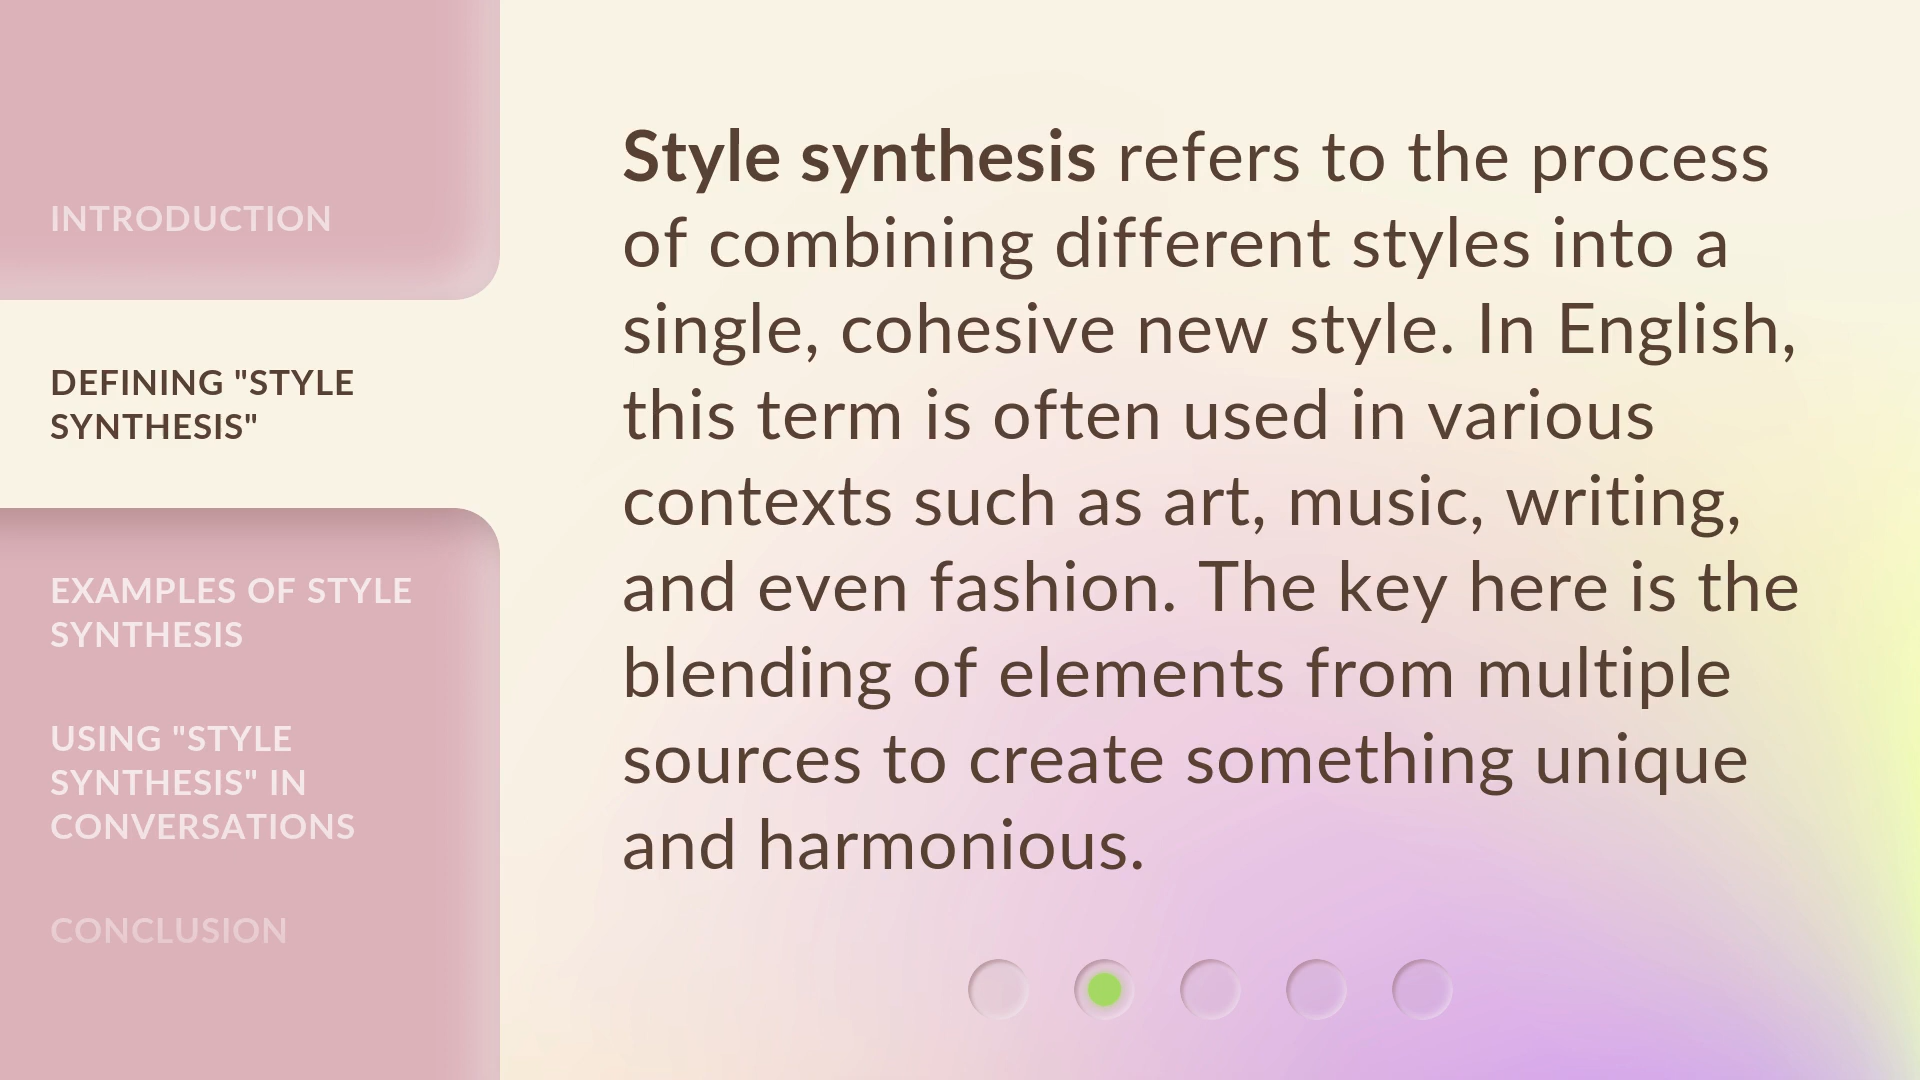 INTRODUCTION
DEFINING "STYLE
SYNTHESIS"
EXAMPLES OF STYLE
SYNTHESIS
USING "STYLE
SYNTHESIS" IN
CONVERSATIONS
CONCLUSION
Style synthesis refers to the process
of combining different styles into a
single, cohesive new style. In English,
this term is often used in various
contexts such as art, music, writing,
and even fashion. The key here is the
blending of elements from multiple
sources to create something unique
and harmonious.